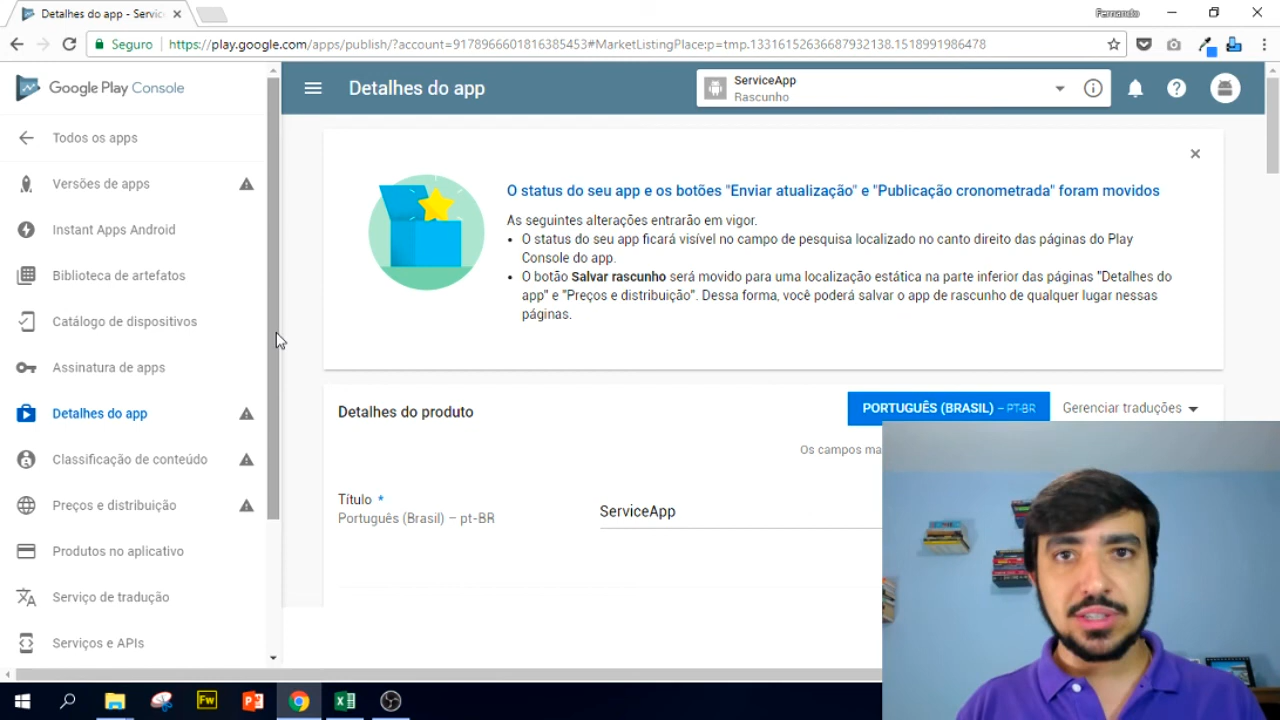 Detalhes do app - Servic
Fernando
Seguro
https://play.google.com/apps/publish/?account=9178966601816385453#MarketListingPlace:p=tmp.13316152636687932138.1518991986478
Google Play Console
Detalhes do app
ServiceApp
Rascunho
Todos os apps
Versões de apps
Instant Apps Android
Biblioteca de artefatos
Catálogo de dispositivos
Assinatura de apps
Detalhes do app
Classificação de conteúdo
Preços e distribuição
Produtos no aplicativo
Serviço de tradução
Serviços e APIs
O status do seu app e os botões "Enviar atualização" e "Publicação cronometrada" foram movidos
As seguintes alterações entrarão em vigor.
• O status do seu app ficará visível no campo de pesquisa localizado no canto direito das páginas do Play
Console do app.
• O botão Salvar rascunho será movido para uma localização estática na parte inferior das páginas "Detalhes do
app" e "Preços e distribuição". Dessa forma, você poderá salvar o app de rascunho de qualquer lugar nessas
páginas.
Detalhes do produto
PORTUGUÊS (BRASIL) – PT-BR
Gerenciar traduções
Os campos ma
Título *
Português (Brasil) – pt-BR
ServiceApp
Fw